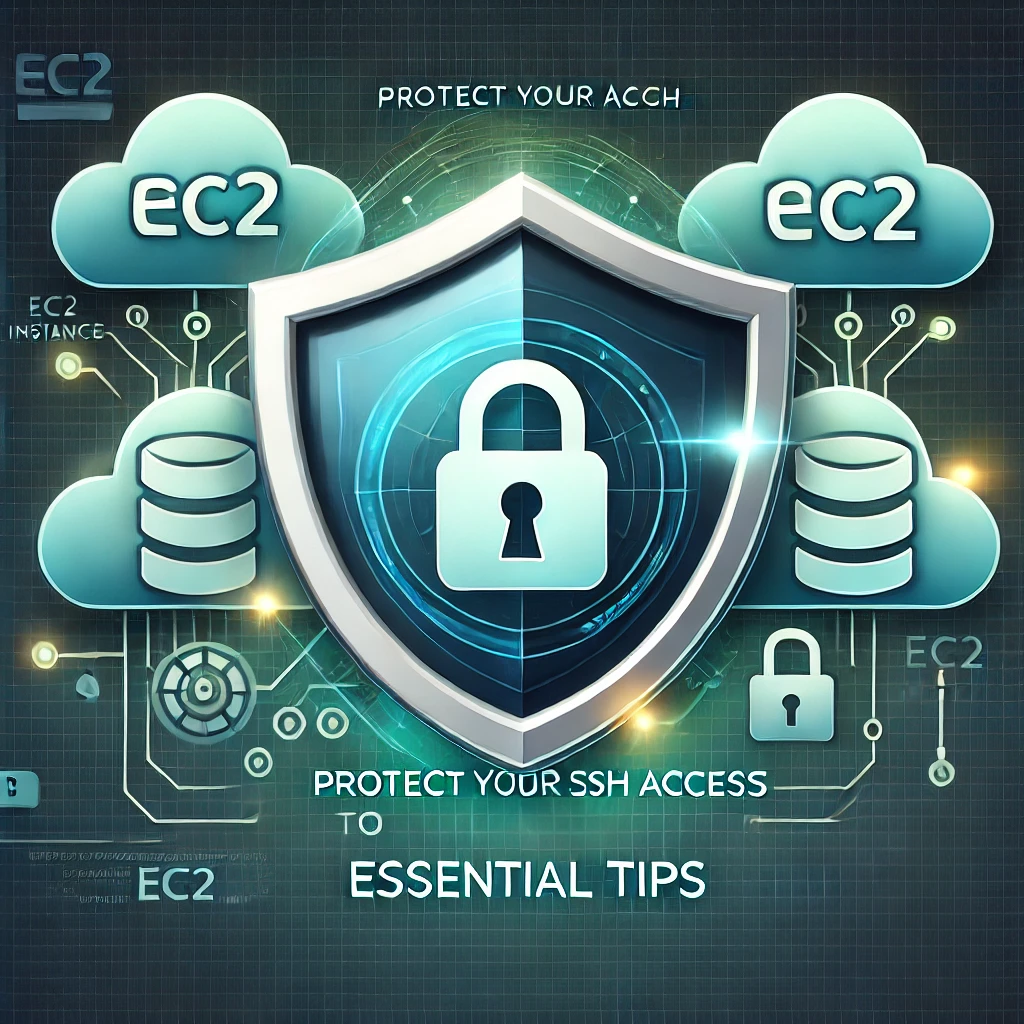 EC2
PROTECT YOUR ACCH
EC2
EC2
EC2
INSTANCE
EC2
PROTECT YOUR SSH ACCESS
TO
EC2
ESSENTIAL TIPS